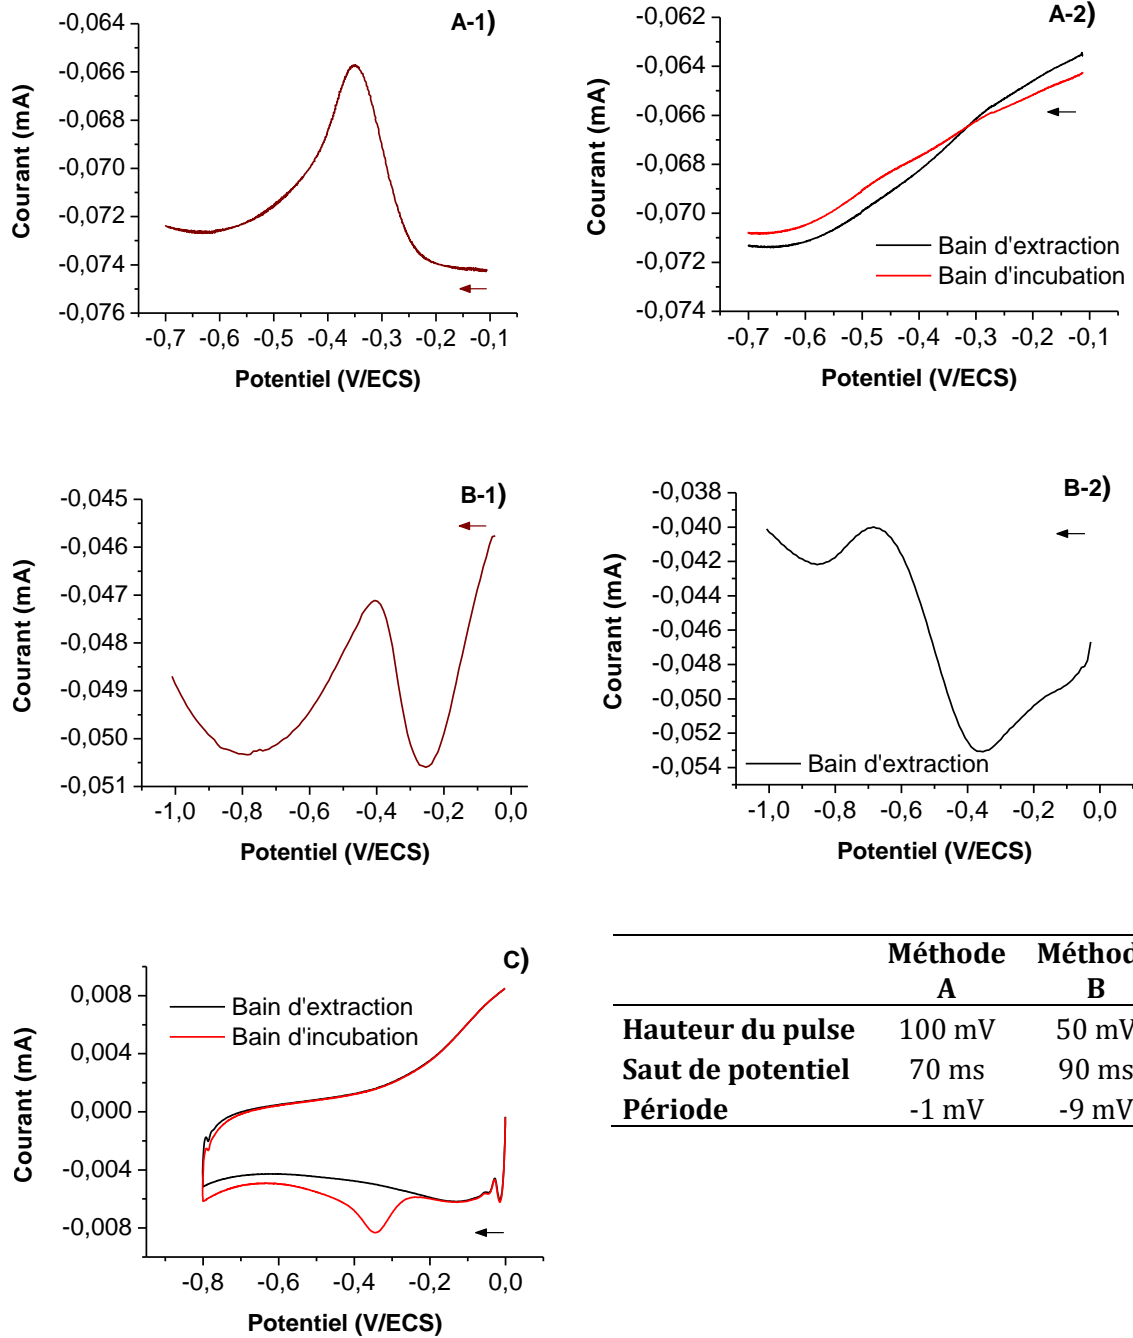 A-1)
-0,064
-0,066
-0,068
-0,070
-0,072
-0,074
-0,076
Courant (mA)
-0,7 -0,6 -0,5 -0,4 -0,3 -0,2 -0,1
Potentiel (V/ECS)
A-2)
-0,062
-0,064
-0,066
-0,068
-0,070
-0,072
-0,074
Courant (mA)
Bain d'extraction
Bain d'incubation
-0,7 -0,6 -0,5 -0,4 -0,3 -0,2 -0,1
Potentiel (V/ECS)
B-1)
-0,045
-0,046
-0,047
-0,048
-0,049
-0,050
-0,051
Courant (mA)
-1,0 -0,8 -0,6 -0,4 -0,2 0,0
Potentiel (V/ECS)
B-2)
-0,038
-0,040
-0,042
-0,044
-0,046
-0,048
-0,050
-0,052
-0,054
Courant (mA)
Bain d'extraction
-1,0 -0,8 -0,6 -0,4 -0,2 0,0
Potentiel (V/ECS)
C)
0,008
0,004
0,000
-0,004
-0,008
Courant (mA)
Bain d'extraction
Bain d'incubation
-0,8 -0,6 -0,4 -0,2 0,0
Potentiel (V/ECS)
Méthode Méthod
A B
Hauteur du pulse 100 mV 50 mV
Saut de potentiel 70 ms 90 ms
Période -1 mV -9 mV